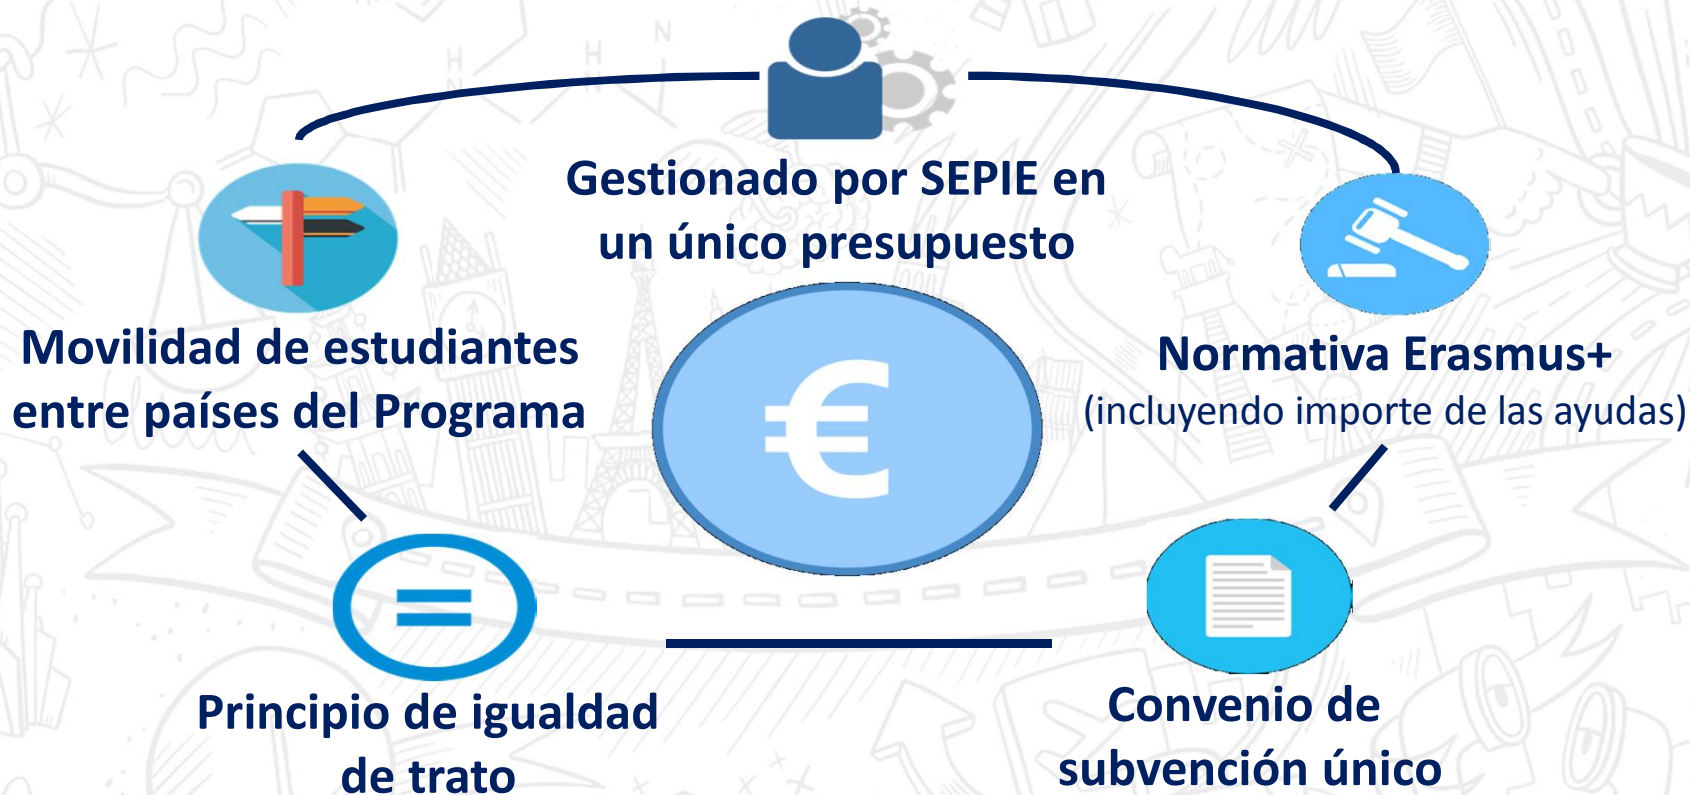 Gestionado por SEPIE en
un único presupuesto
Movilidad de estudiantes
entre países del Programa
€
Normativa Erasmus+
(incluyendo importe de las ayudas)
Principio de igualdad
de trato
Convenio de
subvención único